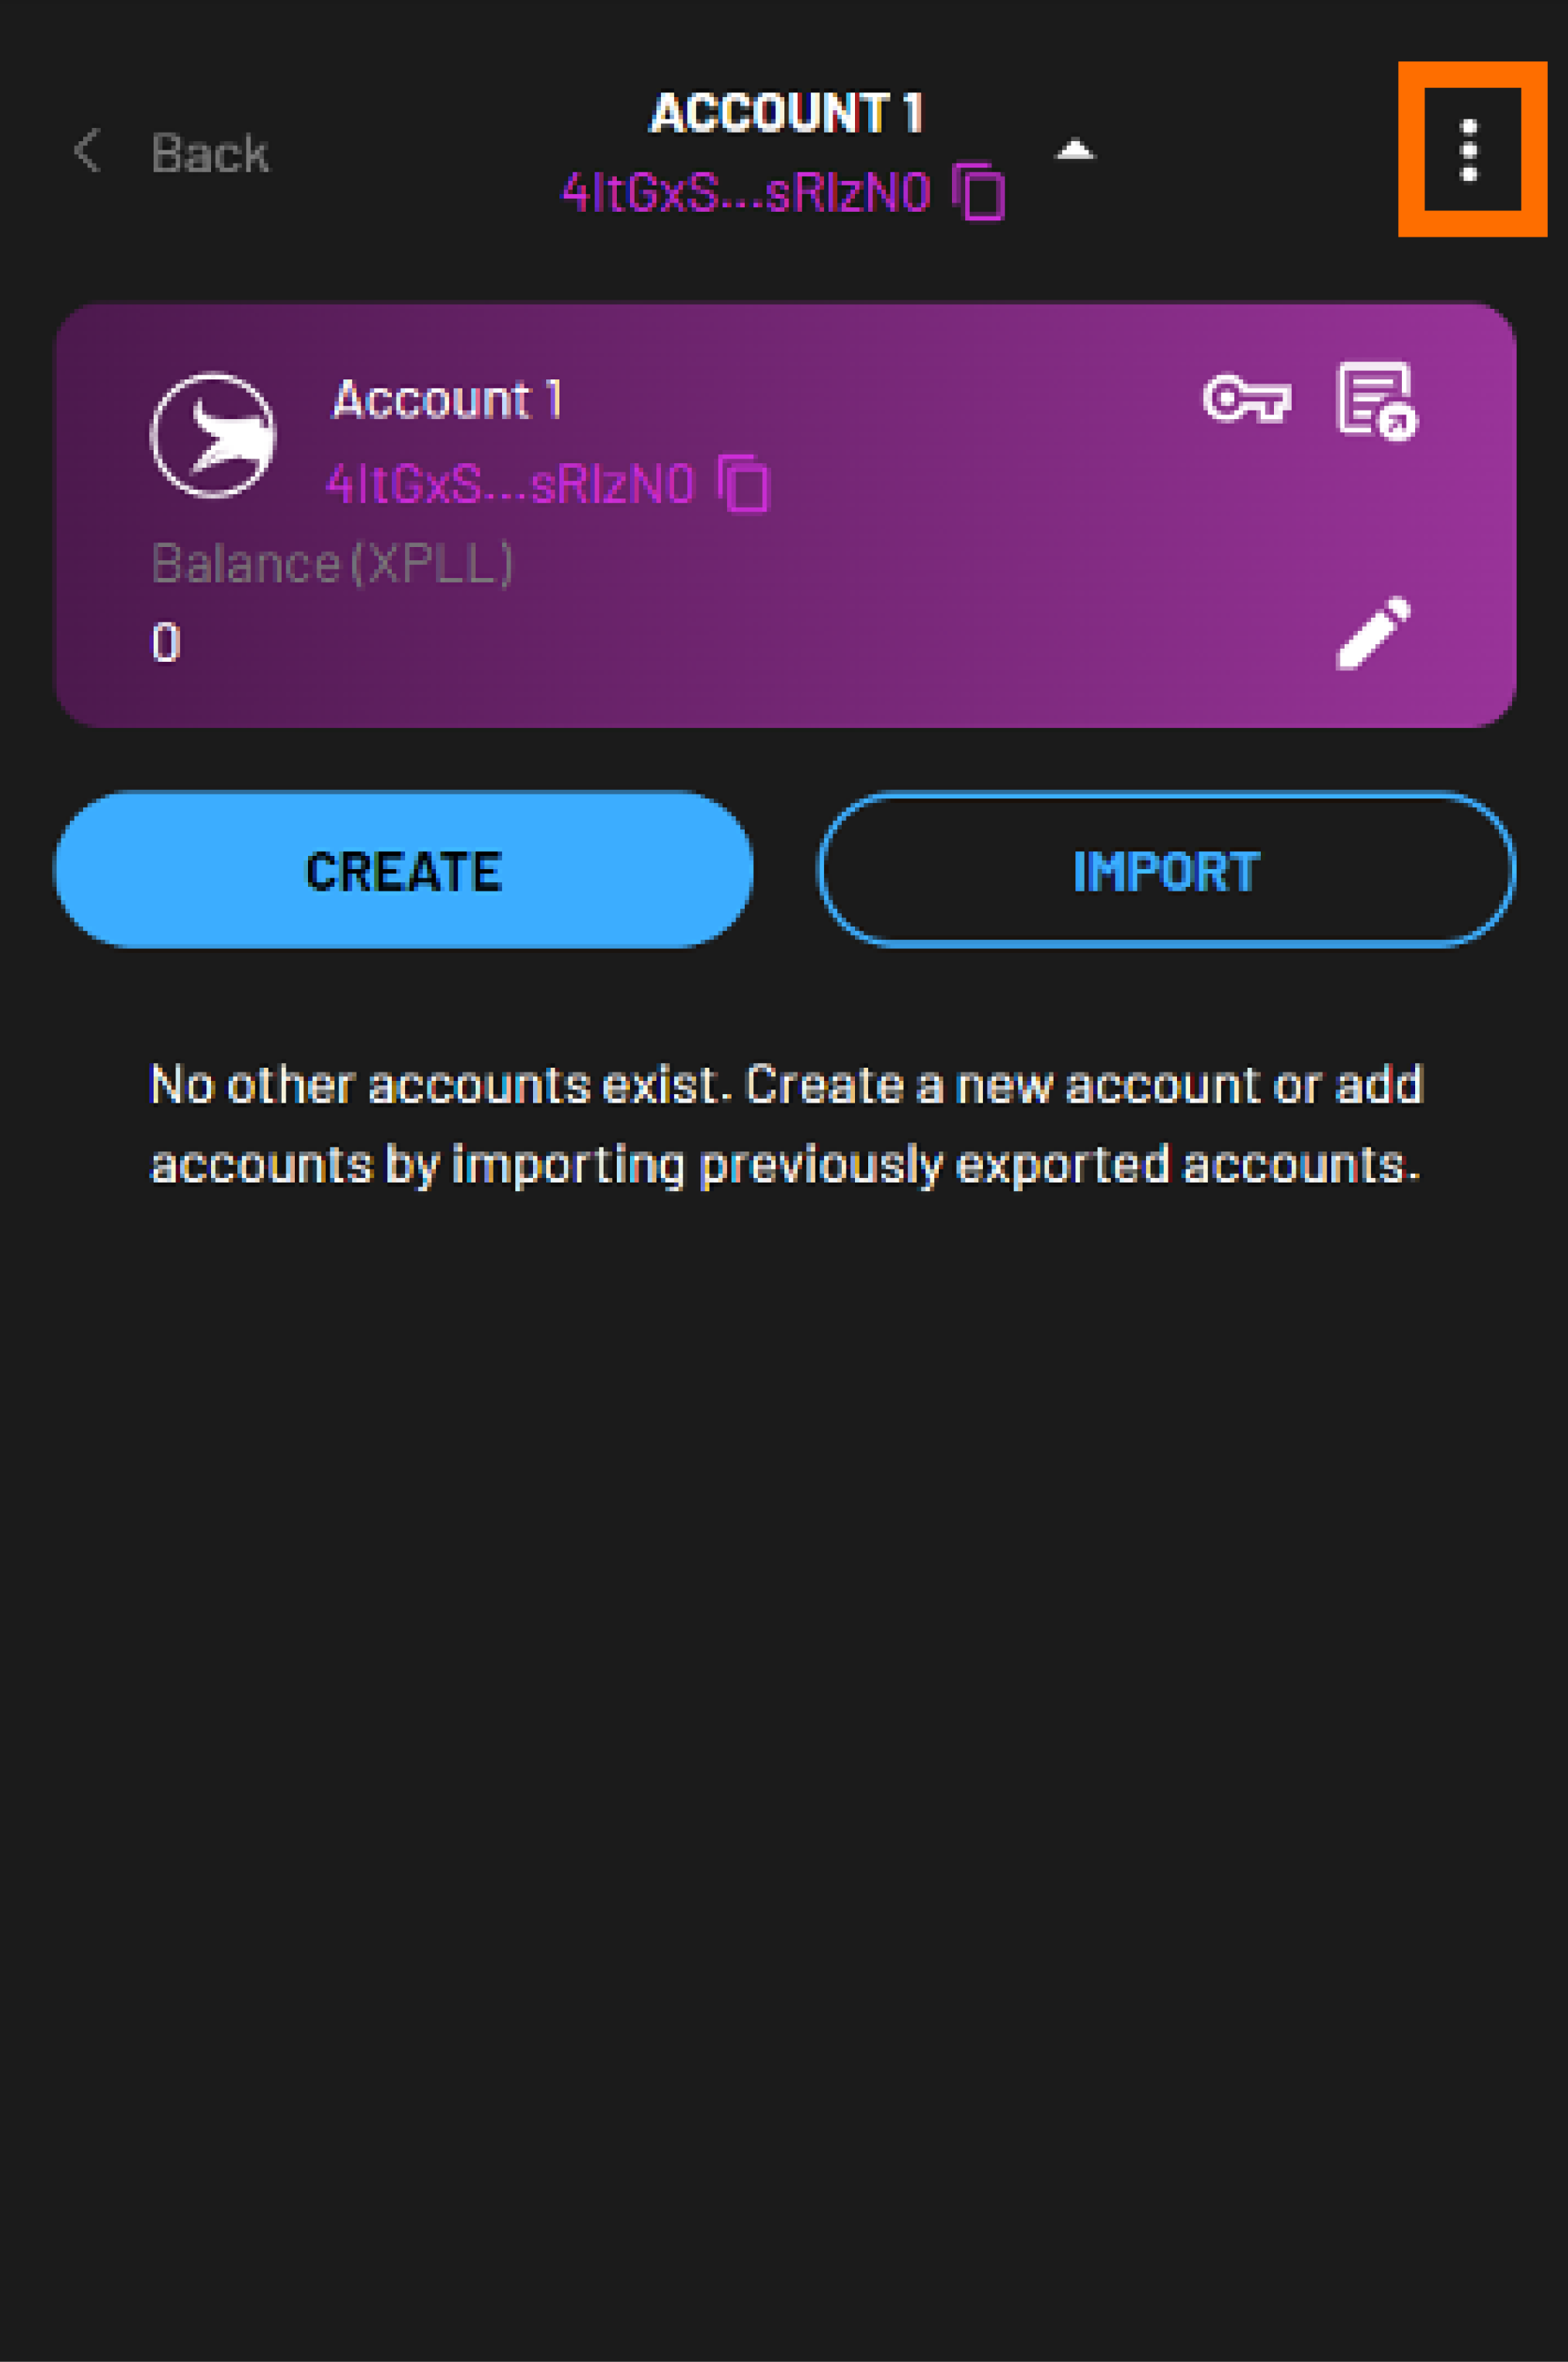 ACCOUNT 1
Back
4ItGxS...sRIzN0
Account 1
4ItGxS...sRIzN0
Balance (XPLL)
0
CREATE
IMPORT
No other accounts exist. Create a new account or add
accounts by importing previously exported accounts.